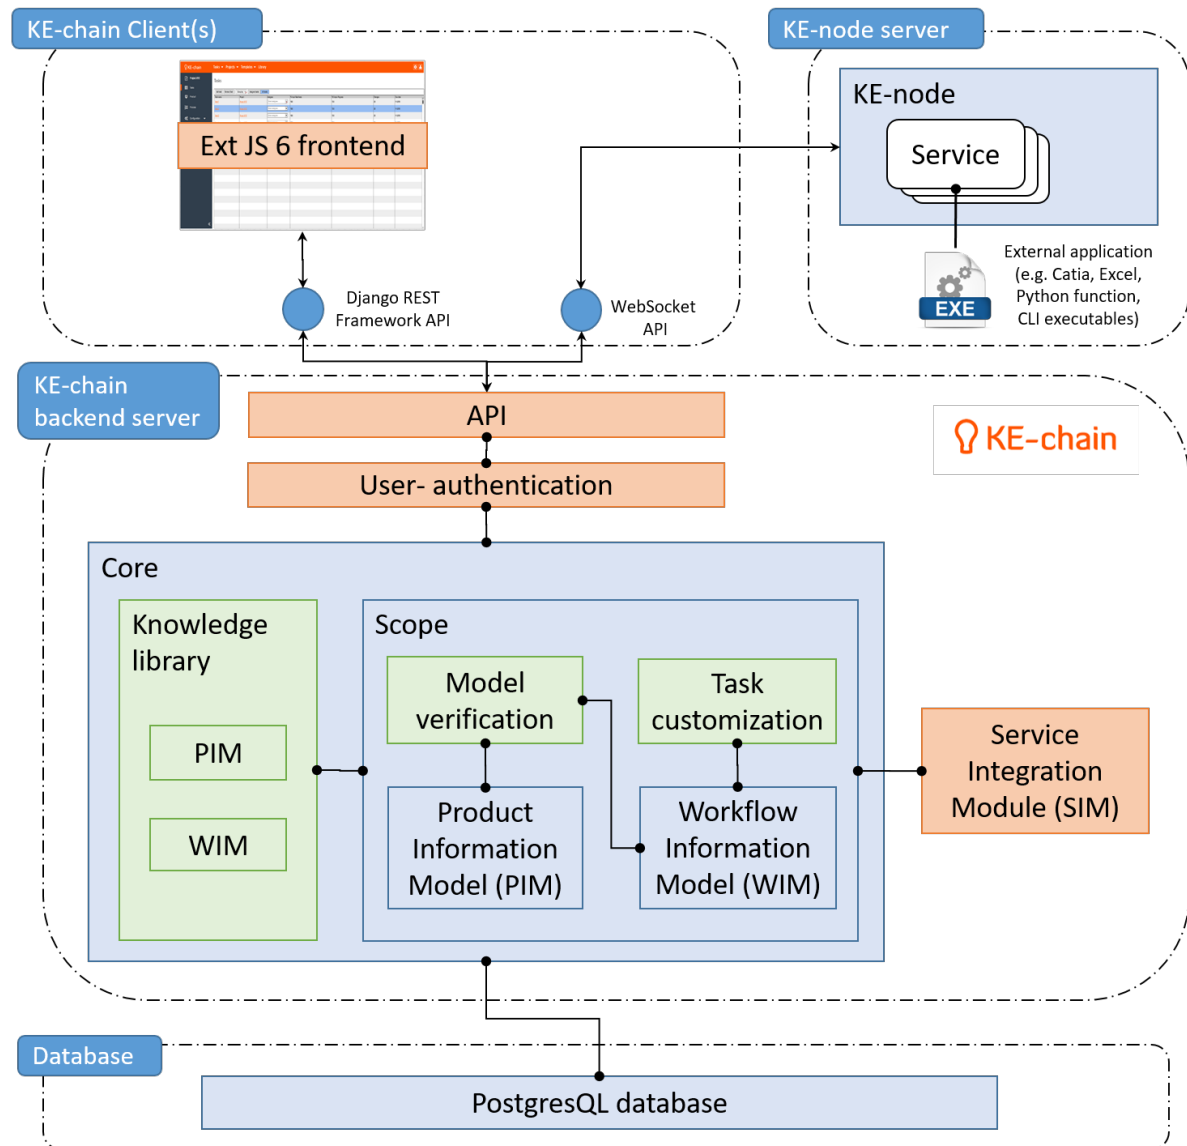 KE-chain Client(s)
KE-node server
KE-chain
Ext JS 6 frontend
KE-node
Service
External application
(e.g. Catia, Excel,
Python function,
CLI executables)
EXE
Django REST
Framework API
WebSocket
API
KE-chain
backend server
API
KE-chain
User- authentication
Core
Knowledge
library
PIM
WIM
Scope
Model
verification
Task
customization
Product
Information
Model (PIM)
Workflow
Information
Model (WIM)
Service
Integration
Module (SIM)
Database
PostgresQL database